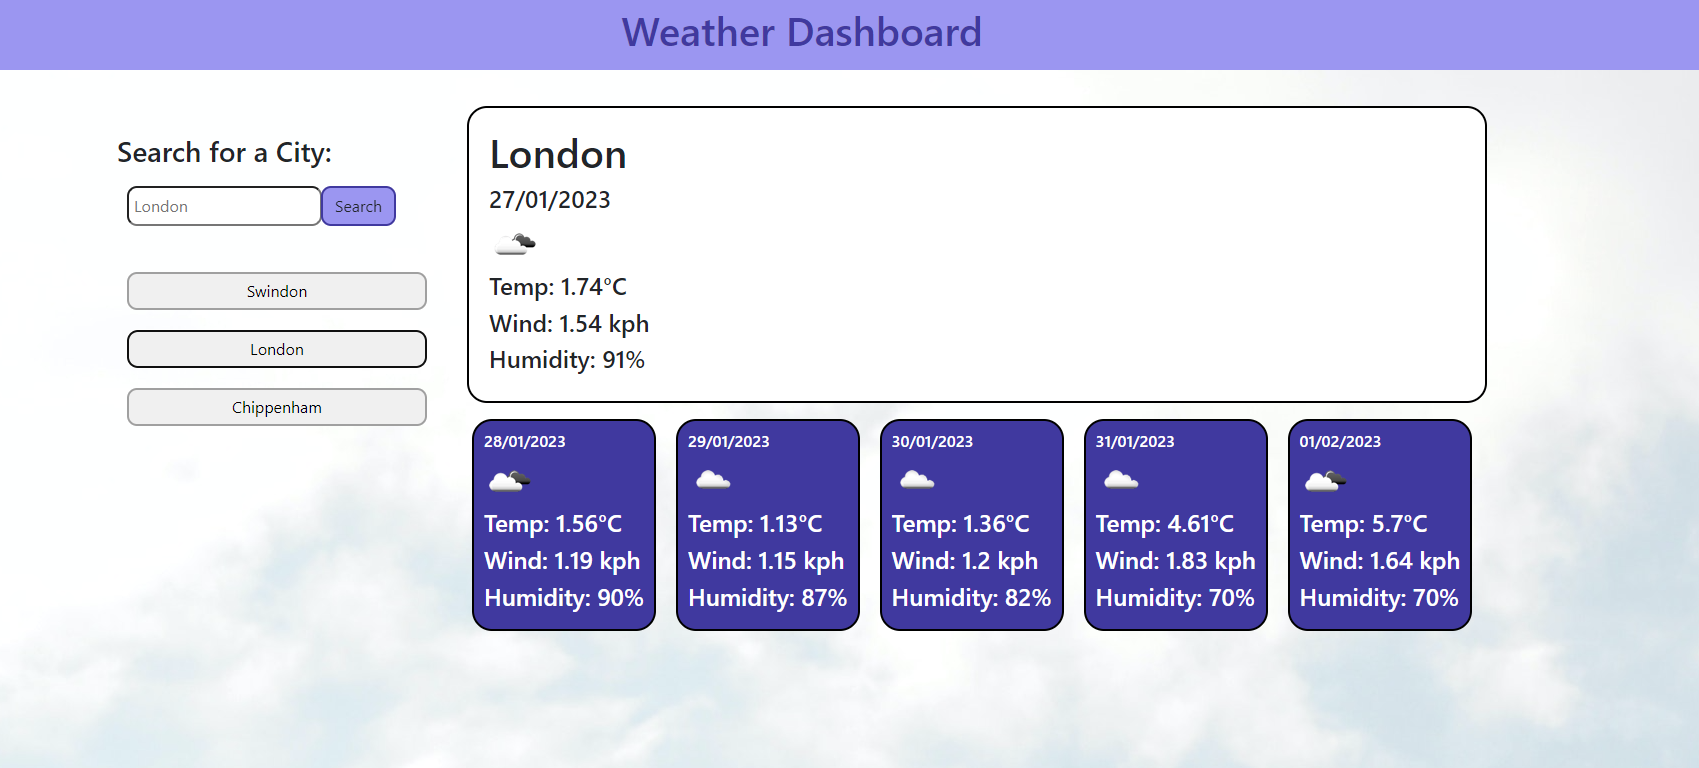 Weather Dashboard
Search for a City:
London
Search
Swindon
London
Chippenham
London
27/01/2023
Temp: 1.74°C
Wind: 1.54 kph
Humidity: 91%
28/01/2023
Temp: 1.56°C
Wind: 1.19 kph
Humidity: 90%
29/01/2023
Temp: 1.13°C
Wind: 1.15 kph
Humidity: 87%
30/01/2023
Temp: 1.36°C
Wind: 1.2 kph
Humidity: 82%
31/01/2023
Temp: 4.61°C
Wind: 1.83 kph
Humidity: 70%
01/02/2023
Temp: 5.7°C
Wind: 1.64 kph
Humidity: 70%